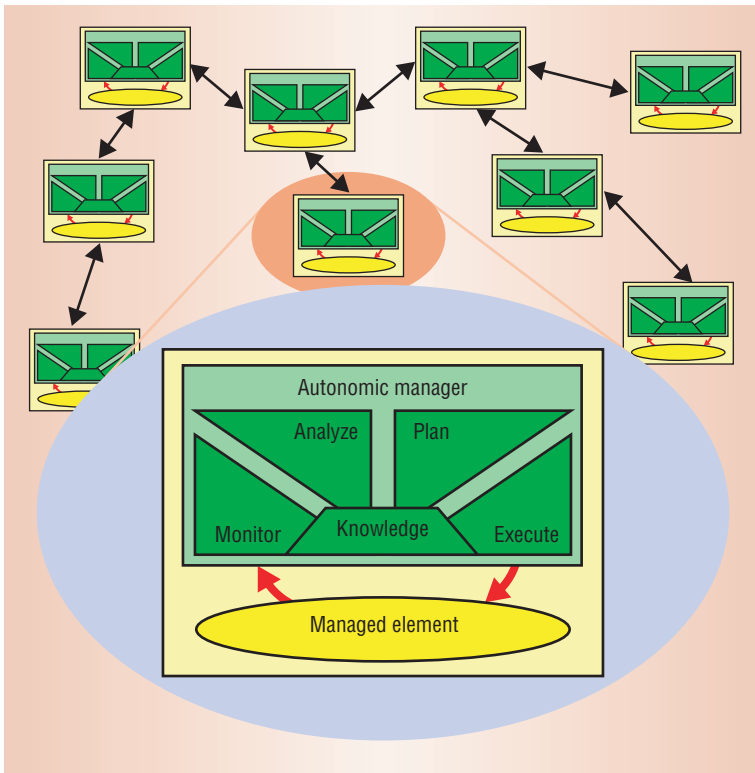 Autonomic manager
Analyze
Plan
Monitor
Knowledge
Execute
Managed element